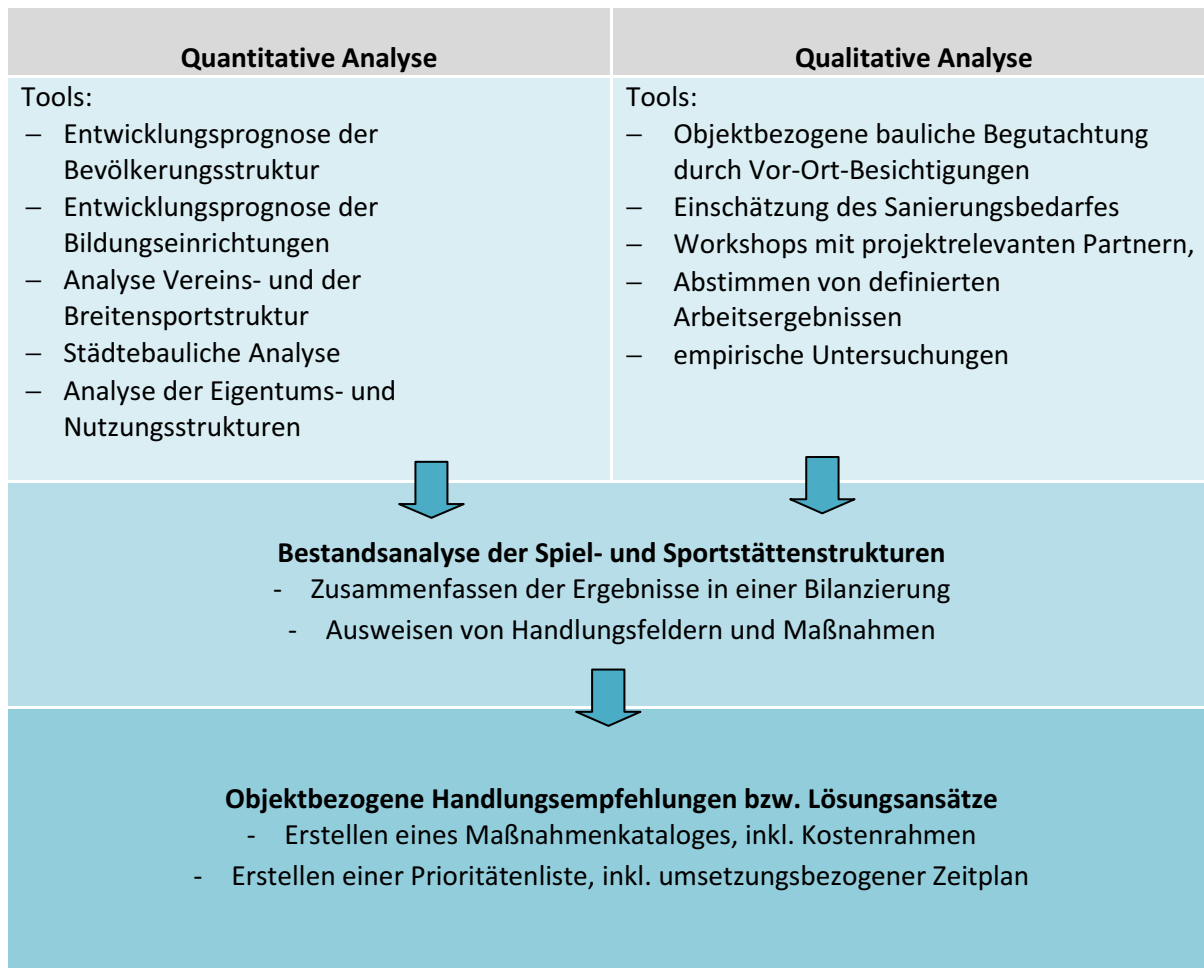 Quantitative Analyse
Tools:
– Entwicklungsprognose der
Bevölkerungsstruktur
– Entwicklungsprognose der
Bildungseinrichtungen
– Analyse Vereins- und der
Breitensportstruktur
– Städtebauliche Analyse
– Analyse der Eigentums- und
Nutzungsstrukturen
Qualitative Analyse
Tools:
– Objektbezogene bauliche Begutachtung
durch Vor-Ort-Besichtigungen
– Einschätzung des Sanierungsbedarfes
– Workshops mit projektrelevanten Partnern,
– Abstimmen von definierten
Arbeitsergebnissen
– empirische Untersuchungen
Bestandsanalyse der Spiel- und Sportstättenstrukturen
- Zusammenfassen der Ergebnisse in einer Bilanzierung
- Ausweisen von Handlungsfeldern und Maßnahmen
Objektbezogene Handlungsempfehlungen bzw. Lösungsansätze
- Erstellen eines Maßnahmenkataloges, inkl. Kostenrahmen
- Erstellen einer Prioritätenliste, inkl. umsetzungsbezogener Zeitplan